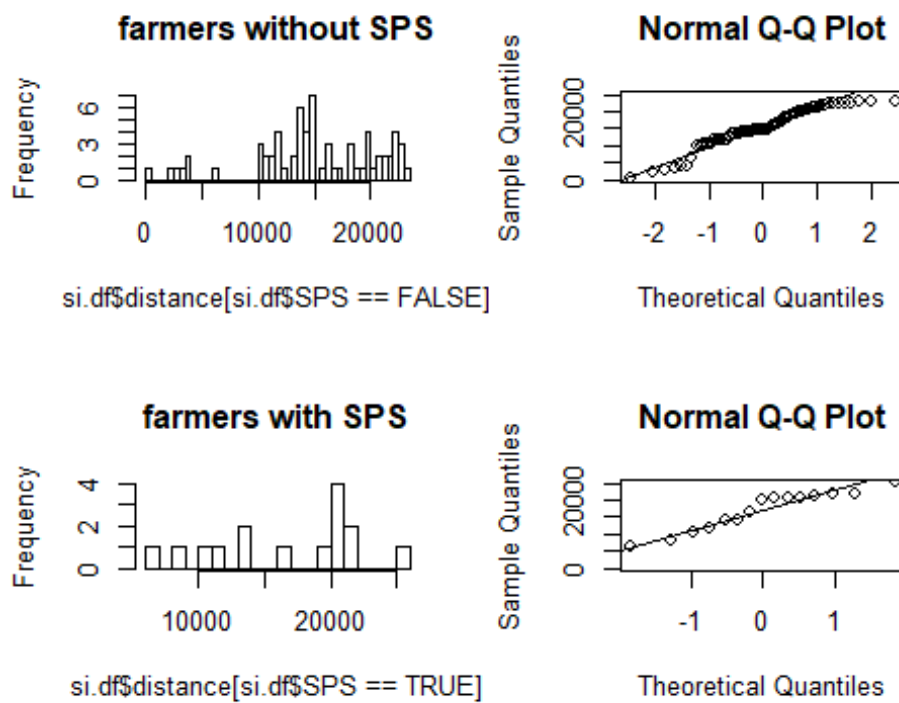 farmers without SPS
Frequency
0 3 6
0 10000 20000
si.df$distance[si.df$SPS == FALSE]
Normal Q-Q Plot
Sample Quantiles
0 20000
-2 -1 0 1 2
Theoretical Quantiles
farmers with SPS
Frequency
0 2 4
10000 20000
si.df$distance[si.df$SPS == TRUE]
Normal Q-Q Plot
Sample Quantiles
0 20000
-1 0 1
Theoretical Quantiles